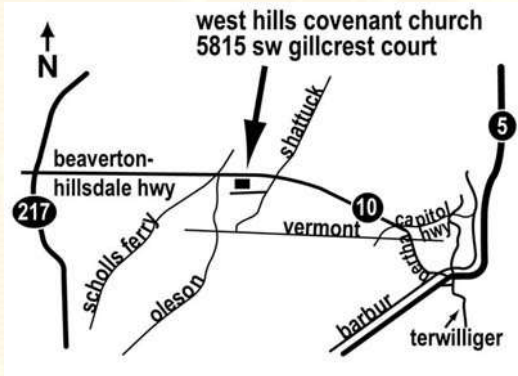 west hills covenant church
5815 sw gillcrest court
N
5
shattuck
beaverton-
hillsdale hwy
217
10
capitol
hwy
vermont
bertha
scholls ferry
oleson
barbur
terwilliger